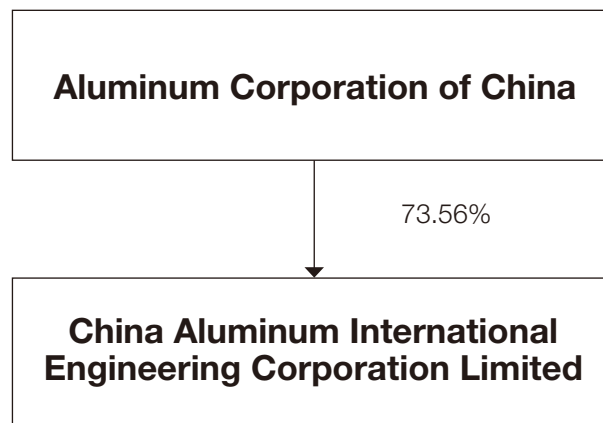 Aluminum Corporation of China
73.56%
China Aluminum International
Engineering Corporation Limited